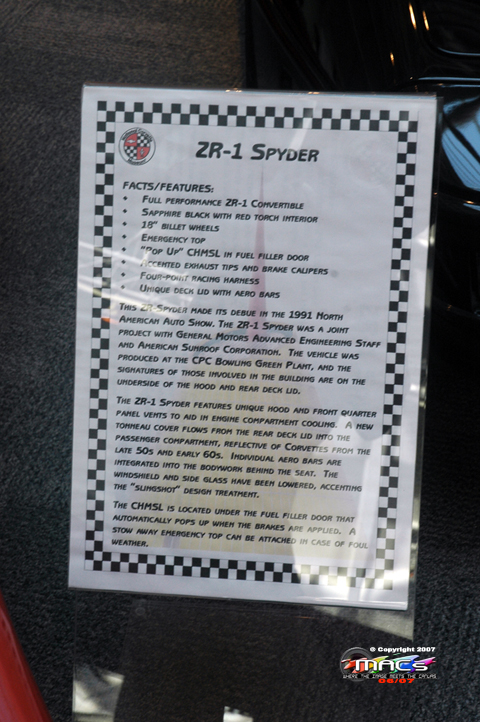 ZR-1 Spyder
Facts/Features:
• Full performance ZR-1 Convertible
• Sapphire black with red torch interior
• 18" billet wheels
• Emergency top
• "Pop Up" CHMSL in fuel filler door
• Accented exhaust tips and brake calipers
• Four-point racing harness
• Unique deck lid with aero bars
This ZR-Spyder made its debue in the 1991 North
American Auto Show. The ZR-1 Spyder was a joint
project with General Motors Advanced Engineering Staff
and American Sunroof Corporation. The vehicle was
produced at the CPC Bowling Green Plant, and the
signatures of those involved in the building are on the
underside of the hood and rear deck lid.
The ZR-1 Spyder features unique hood and front quarter
panel vents to aid in engine compartment cooling. A new
tonneau cover flows from the rear deck lid into the
passenger compartment, reflective of Corvettes from the
late 50s and early 60s. Individual aero bars are
integrated into the bodywork behind the seat. The
windshield and side glass have been lowered, accenting
the "slingshot" design treatment.
The CHMSL is located under the fuel filler door that
automatically pops up when the brakes are applied. A
stow away emergency top can be attached in case of foul
weather.
© Copyright 2007
MACs
WHERE THE IMAGE MEETS THE CANVAS
06/07